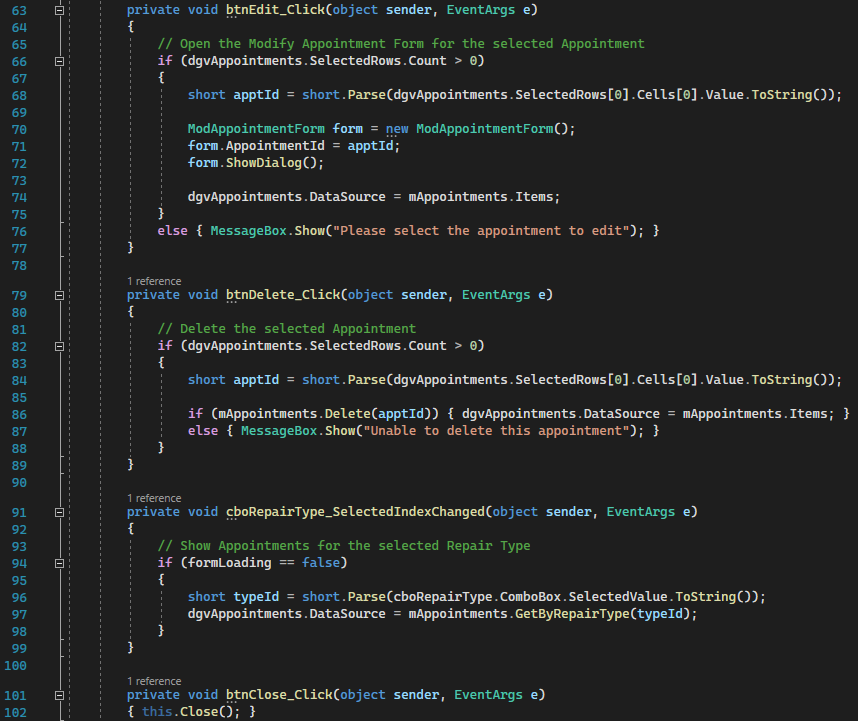 63 private void btnEdit_Click(object sender, EventArgs e)
64 {
65 // Open the Modify Appointment Form for the selected Appointment
66 if (dgvAppointments.SelectedRows.Count > 0)
67 {
68 short apptId = short.Parse(dgvAppointments.SelectedRows[0].Cells[0].Value.ToString());
69
70 ModAppointmentForm form = new ModAppointmentForm();
71 form.AppointmentId = apptId;
72 form.ShowDialog();
73
74 dgvAppointments.DataSource = mAppointments.Items;
75 }
76 else { MessageBox.Show("Please select the appointment to edit"); }
77 }
78
1 reference
79 private void btnDelete_Click(object sender, EventArgs e)
80 {
81 // Delete the selected Appointment
82 if (dgvAppointments.SelectedRows.Count > 0)
83 {
84 short apptId = short.Parse(dgvAppointments.SelectedRows[0].Cells[0].Value.ToString());
85
86 if (mAppointments.Delete(apptId)) { dgvAppointments.DataSource = mAppointments.Items; }
87 else { MessageBox.Show("Unable to delete this appointment"); }
88 }
89 }
90
1 reference
91 private void cboRepairType_SelectedIndexChanged(object sender, EventArgs e)
92 {
93 // Show Appointments for the selected Repair Type
94 if (formLoading == false)
95 {
96 short typeId = short.Parse(cboRepairType.ComboBox.SelectedValue.ToString());
97 dgvAppointments.DataSource = mAppointments.GetByRepairType(typeId);
98 }
99 }
100
1 reference
101 private void btnClose_Click(object sender, EventArgs e)
102 { this.Close(); }